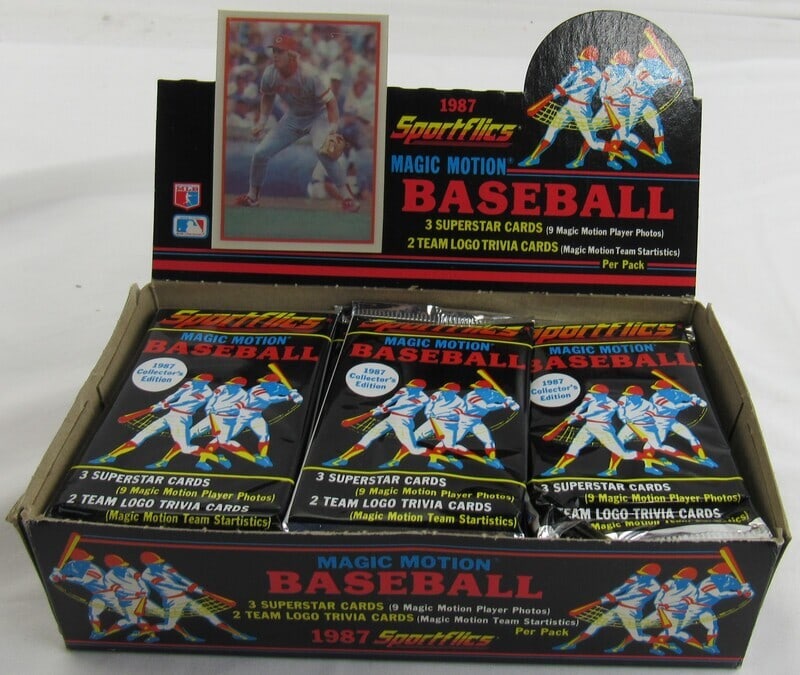 1987
Sportflics®
MAGIC MOTION®
BASEBALL
3 SUPERSTAR CARDS (9 Magic Motion Player Photos)
2 TEAM LOGO TRIVIA CARDS (Magic Motion Team Startistics)
Per Pack
Sportflics
MAGIC MOTION®
BASEBALL
1987
Collector's
Edition
3 SUPERSTAR CARDS
(9 Magic Motion Player Photos)
2 TEAM LOGO TRIVIA CARDS
(Magic Motion Team Startistics)
MAGIC MOTION®
BASEBALL
1987
Collector's
Edition
3 SUPERSTAR CARDS
(9 Magic Motion Player Photos)
2 TEAM LOGO TRIVIA CARDS
(Magic Motion Team Startistics)
Sportflics
MAGIC MOTION®
BASEBALL
1987
Collector's
Edition
3 SUPERSTAR CARDS
(9 Magic Motion Player Photos)
TEAM LOGO TRIVIA CARDS
Magic Motion Team Startistics)
MAGIC MOTION®
BASEBALL
3 SUPERSTAR CARDS (9 Magic Motion Player Photos)
2 TEAM LOGO TRIVIA CARDS (Magic Motion Team Startistics)
Per Pack
1987 Sportflics